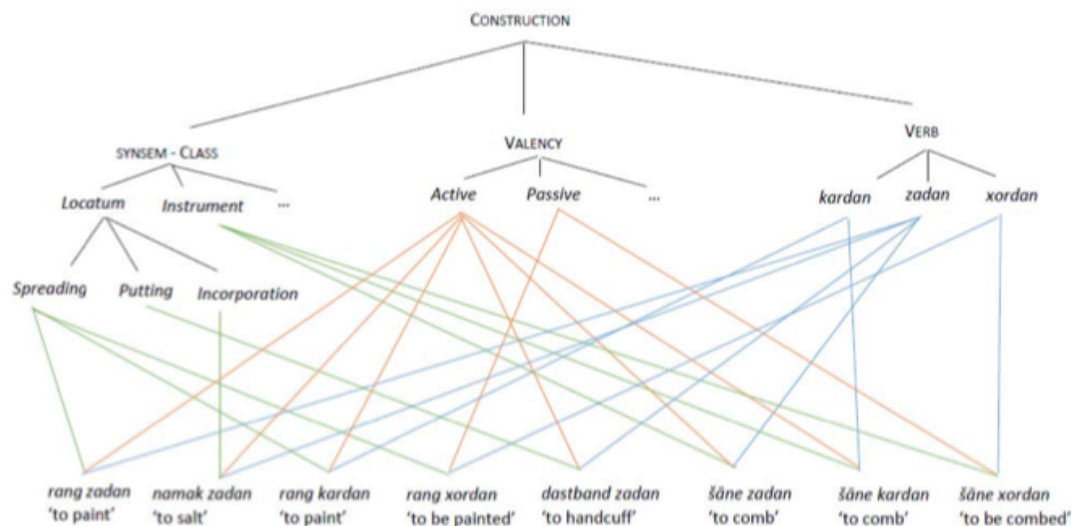 CONSTRUCTION
SYNSEM - CLASS
VALENCY
VERB
Locatum
Instrument
...
Active
Passive
...
kardan
zadan
xordan
Spreading
Putting
Incorporation
rang zadan
'to paint'
namak zadan
'to salt'
rang kardan
'to paint'
rang xordan
'to be painted'
dastband zadan
'to handcuff'
šāne zadan
'to comb'
šāne kardan
'to comb'
šāne xordan
'to be combed'